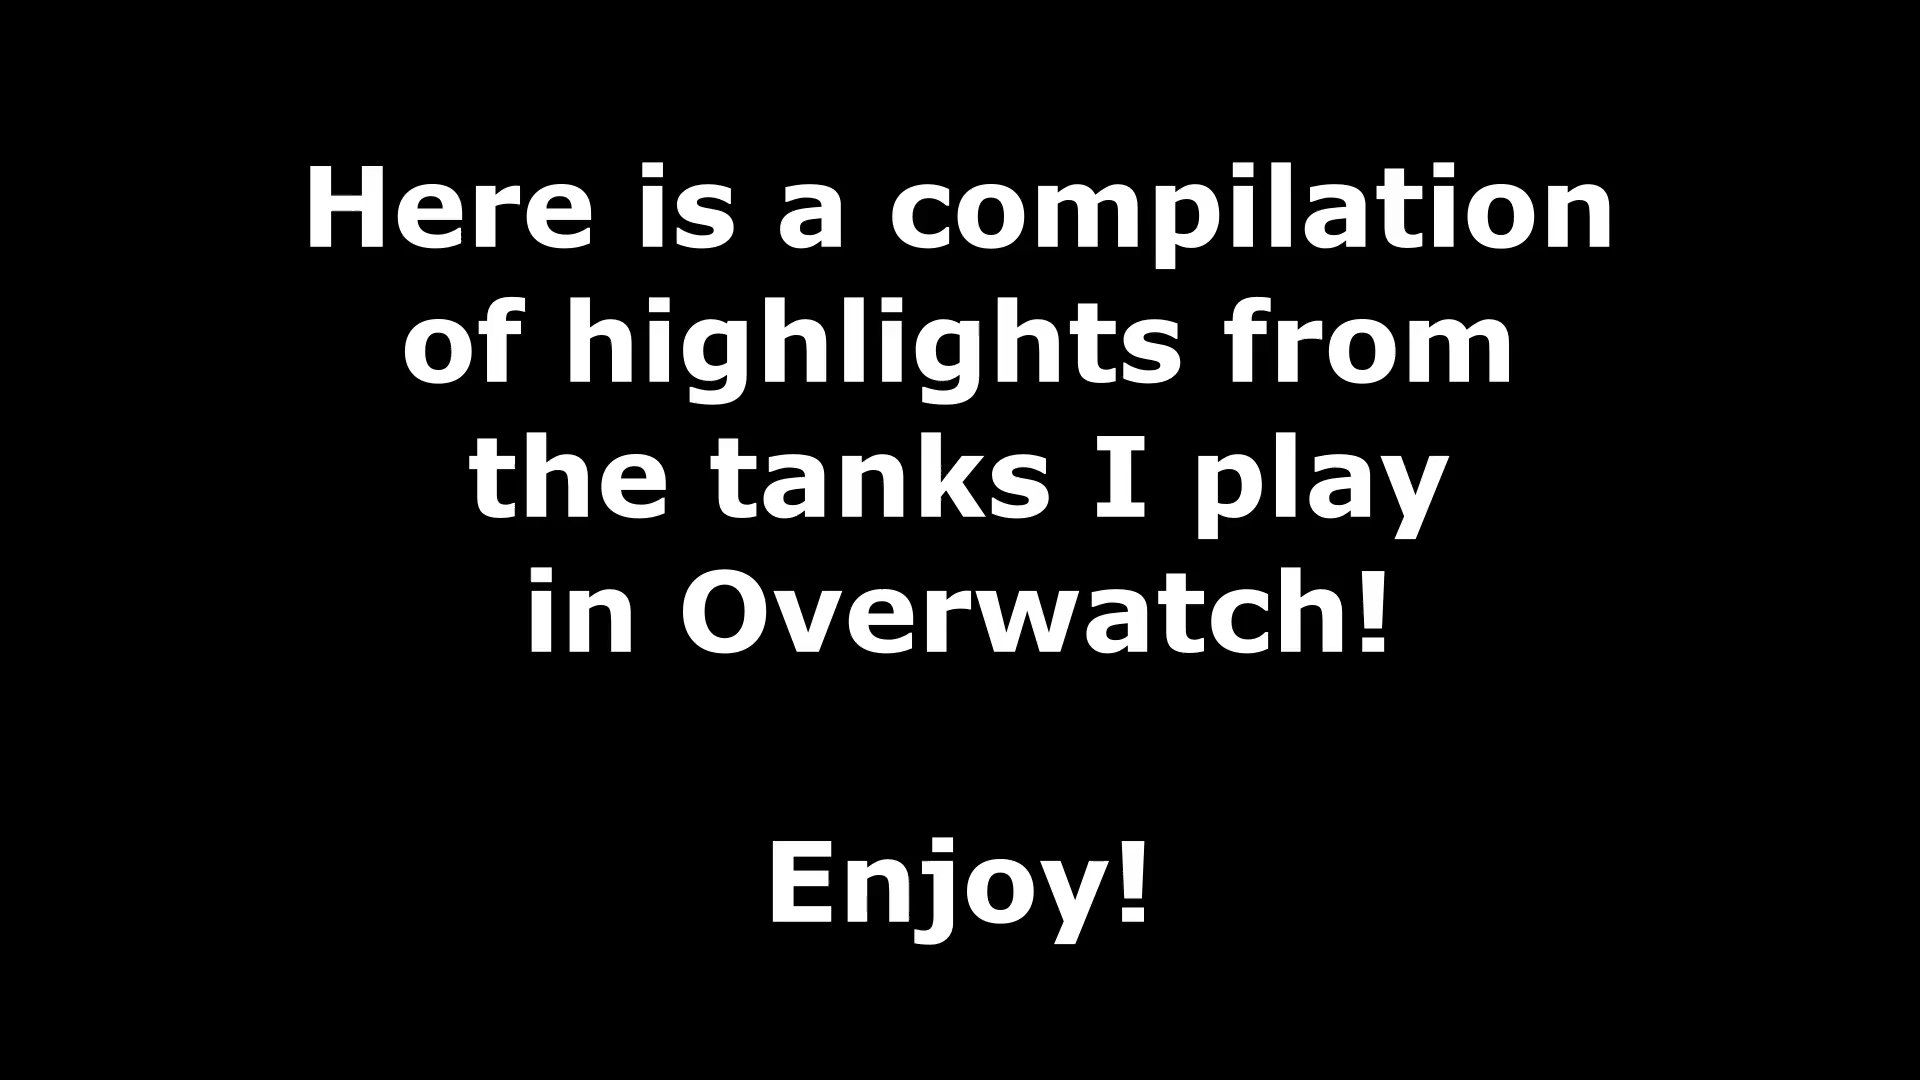 Here is a compilation
of highlights from
the tanks I play
in Overwatch!
Enjoy!